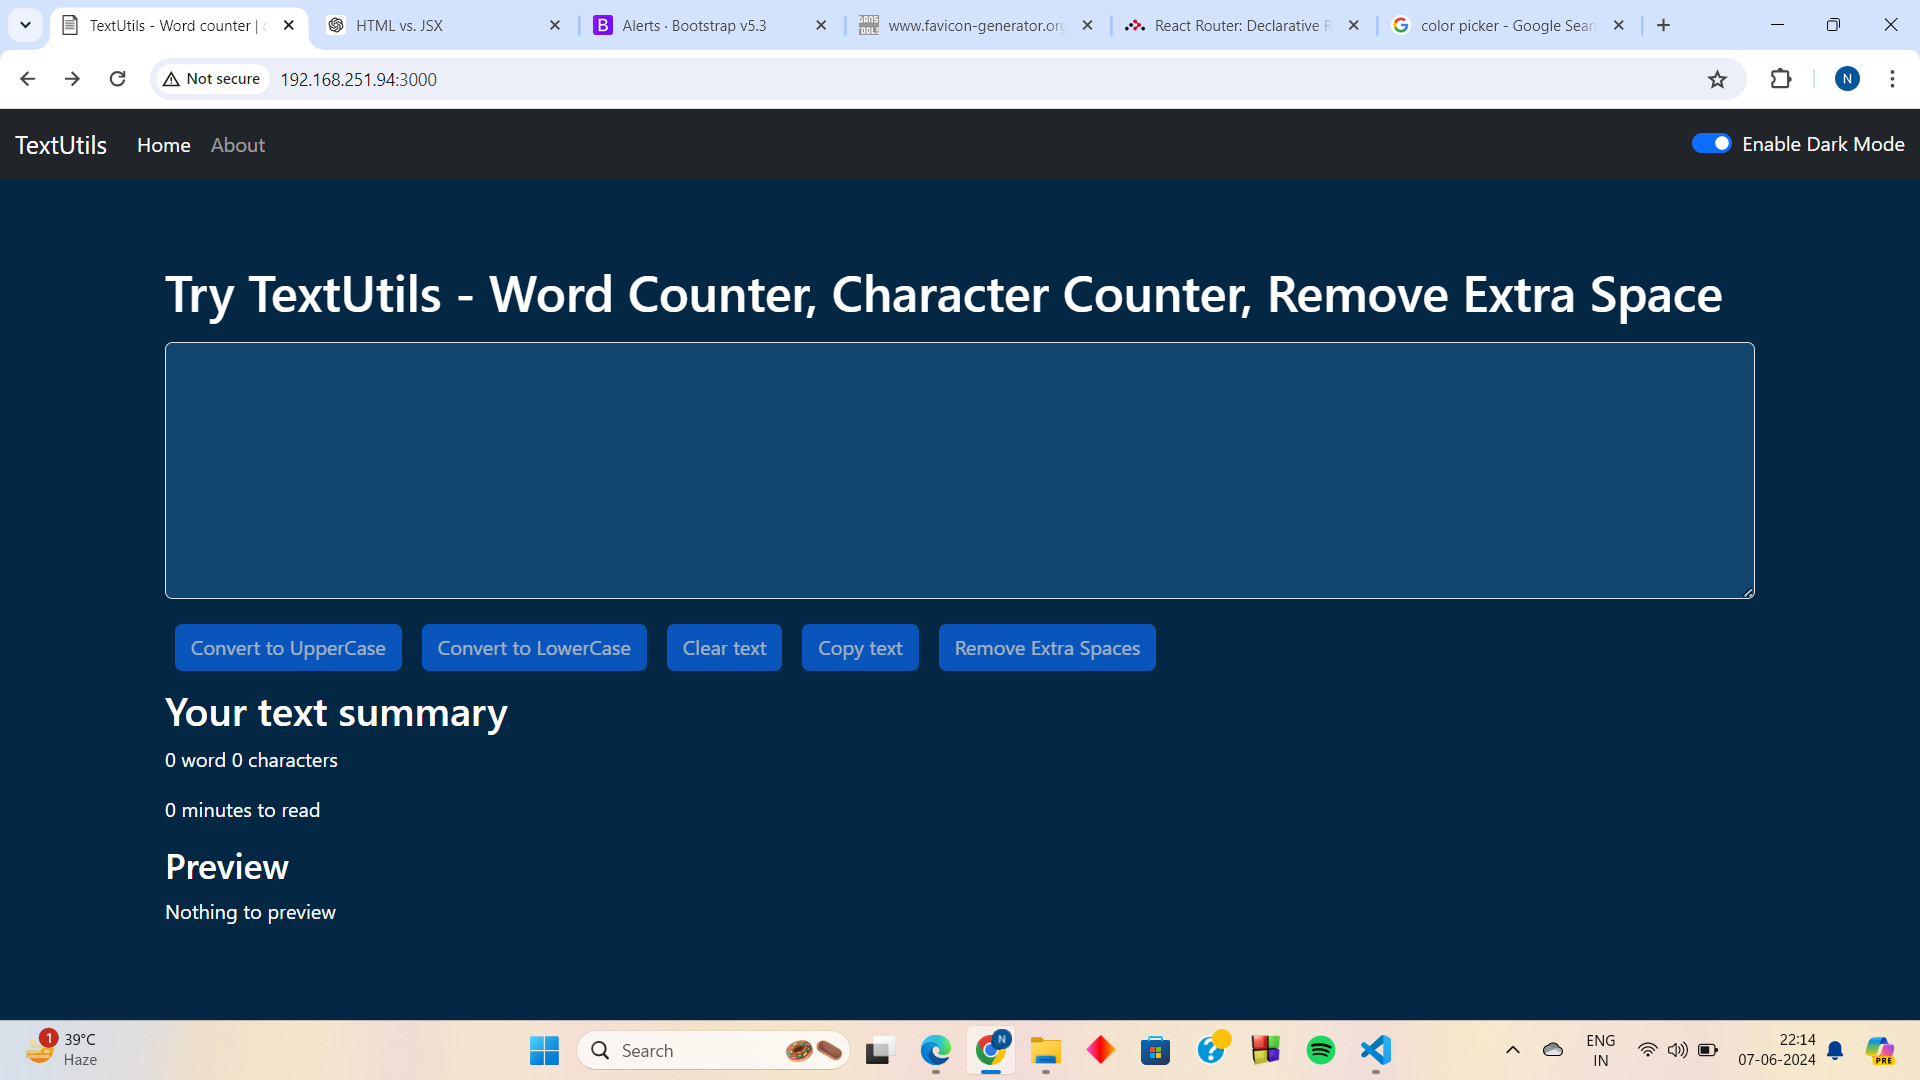 TextUtils - Word counter |
HTML vs. JSX
Alerts · Bootstrap v5.3
www.favicon-generator.org
React Router: Declarative R
color picker - Google Sear
Not secure
192.168.251.94:3000
N
TextUtils
Home
About
Enable Dark Mode
Try TextUtils - Word Counter, Character Counter, Remove Extra Space
Convert to UpperCase
Convert to LowerCase
Clear text
Copy text
Remove Extra Spaces
Your text summary
0 word 0 characters
0 minutes to read
Preview
Nothing to preview
1
39°C
Haze
Search
N
ENG
IN
22:14
07-06-2024
PRE